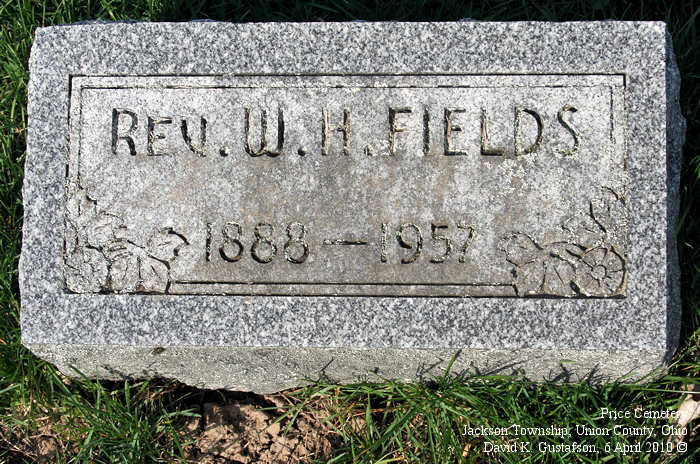 REV. W. H. FIELDS
1888 — 1957
Price Cemetery
Jackson Township, Union County, Ohio
David K. Gustafson, 6 April 2010 ©